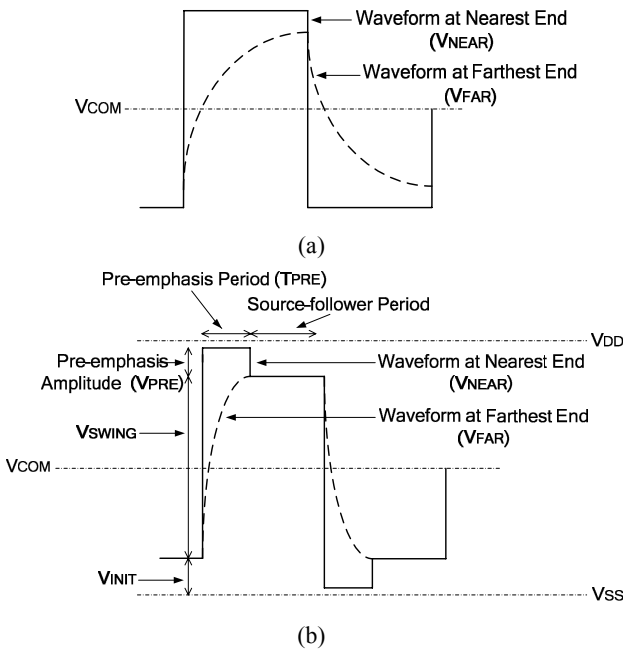 Waveform at Nearest End
(VNEAR)
Waveform at Farthest End
(VFAR)
VCOM
(a)
Pre-emphasis Period (TPRE)
Source-follower Period
VDD
Pre-emphasis
Amplitude (VPRE)
Waveform at Nearest End
(VNEAR)
Waveform at Farthest End
(VFAR)
VSWING
VCOM
VINIT
VSS
(b)